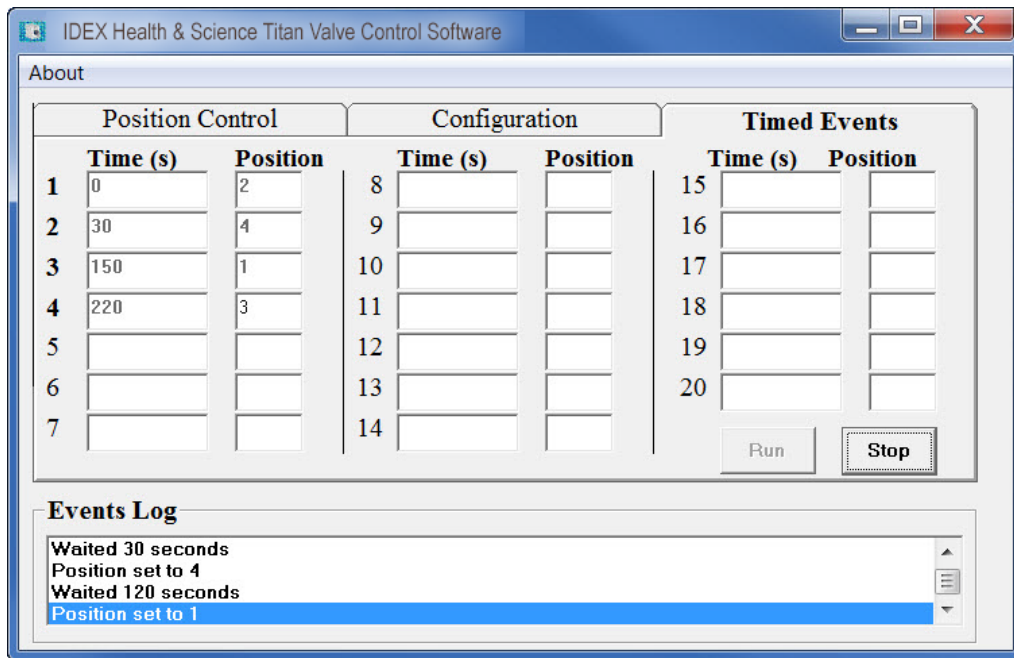 IDEX Health & Science Titan Valve Control Software
About
Position Control Configuration Timed Events
Time (s) Position Time (s) Position Time (s) Position
1 0 2 8 15
2 30 4 9 16
3 150 1 10 17
4 220 3 11 18
5 12 19
6 13 20
7 14
Run Stop
Events Log
Waited 30 seconds
Position set to 4
Waited 120 seconds
Position set to 1